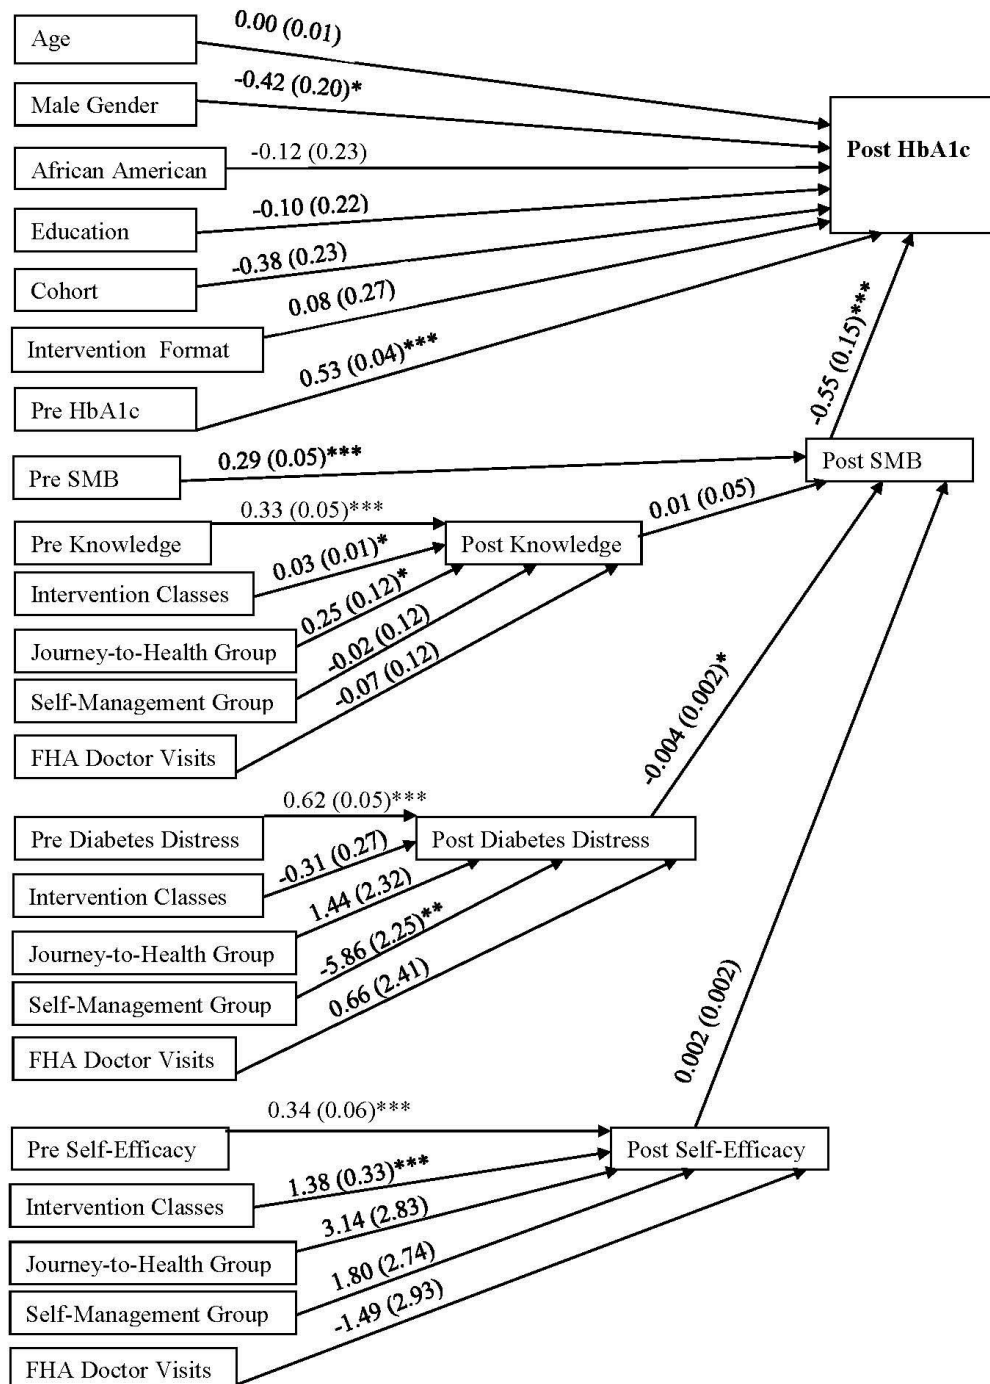 Age
0.00 (0.01)
Male Gender
-0.42 (0.20)*
African American
-0.12 (0.23)
Education
-0.10 (0.22)
Cohort
-0.38 (0.23)
Intervention Format
0.08 (0.27)
Pre HbA1c
0.53 (0.04)***
Post HbA1c
-0.55 (0.15)***
Pre SMB
0.29 (0.05)***
Post SMB
Pre Knowledge
0.33 (0.05)***
Post Knowledge
0.01 (0.05)
Intervention Classes
0.03 (0.01)*
Journey-to-Health Group
0.25 (0.12)*
Self-Management Group
-0.02 (0.12)
FHA Doctor Visits
-0.07 (0.12)
-0.004 (0.002)*
Pre Diabetes Distress
0.62 (0.05)***
Post Diabetes Distress
Intervention Classes
-0.31 (0.27)
Journey-to-Health Group
1.44 (2.32)
Self-Management Group
-5.86 (2.25)**
FHA Doctor Visits
0.66 (2.41)
0.002 (0.002)
Pre Self-Efficacy
0.34 (0.06)***
Post Self-Efficacy
Intervention Classes
1.38 (0.33)***
Journey-to-Health Group
3.14 (2.83)
Self-Management Group
1.80 (2.74)
FHA Doctor Visits
-1.49 (2.93)